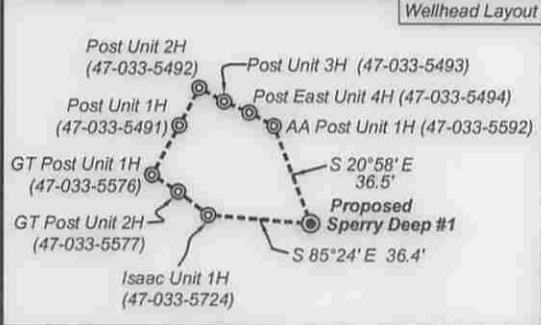 Wellhead Layout
Post Unit 2H
(47-033-5492)
Post Unit 3H (47-033-5493)
Post East Unit 4H (47-033-5494)
Post Unit 1H
(47-033-5491)
AA Post Unit 1H (47-033-5592)
GT Post Unit 1H
(47-033-5576)
S 20°58' E
36.5'
Proposed
Sperry Deep #1
GT Post Unit 2H
(47-033-5577)
S 85°24' E 36.4'
Isaac Unit 1H
(47-033-5724)